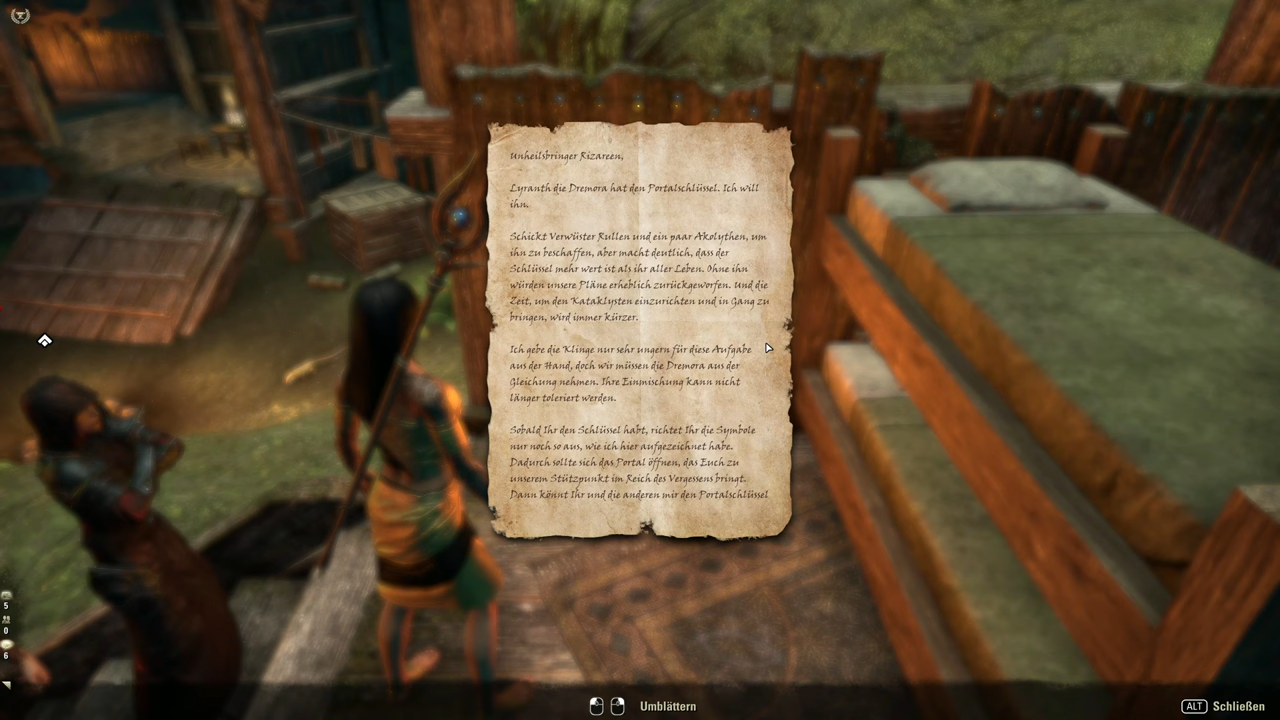 Unheilsbringer Rizareen,
Lyranth die Dremora hat den Portalschlüssel. Ich will
ihn.
Schickt Verwüster Rullen und ein paar Akolythen, um
ihn zu beschaffen, aber macht deutlich, dass der
Schlüssel mehr wert ist als ihr aller Leben. Ohne ihn
würden unsere Pläne erheblich zurückgeworfen. Und die
Zeit, um den Kataklysten einzurichten und in Gang zu
bringen, wird immer kürzer.
Ich gebe die Klinge nur sehr ungern für diese Aufgabe
aus der Hand, doch wir müssen die Dremora aus der
Gleichung nehmen. Ihre Einmischung kann nicht
länger toleriert werden.
Sobald Ihr den Schlüssel habt, richtet Ihr die Symbole
nur noch so aus, wie ich hier aufgezeichnet habe.
Dadurch sollte sich das Portal öffnen, das Euch zu
unserem Stützpunkt im Reich des Vergessens bringt.
Dann könnt Ihr und die anderen mir den Portalschlüssel
5
0
6
Umblättern
ALT Schließen